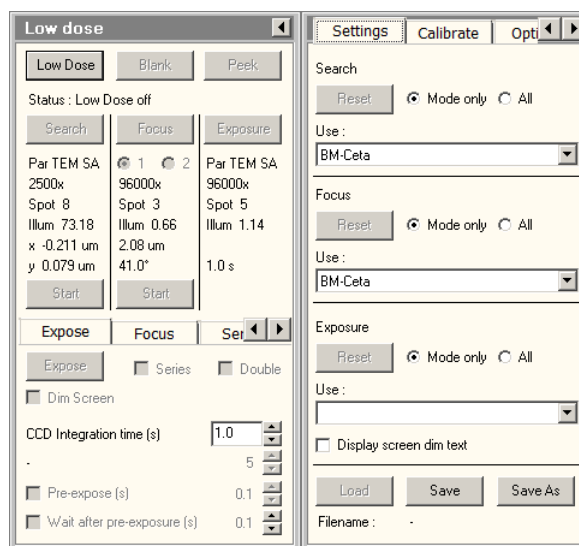 Low dose
Low Dose Blank Peek
Status : Low Dose off
Search Focus Exposure
Par TEM SA 1 2 Par TEM SA
2500x 96000x 96000x
Spot 8 Spot 3 Spot 5
Illum 73.18 Illum 0.66 Illum 1.14
x -0.211 um 2.08 um
y 0.079 um 41.0° 1.0 s
Start Start
Expose Focus Ser
Expose Series Double
Dim Screen
CCD Integration time (s) 1.0
- 5
Pre-expose (s) 0.1
Wait after pre-exposure (s) 0.1
Settings Calibrate Opti
Search
Reset Mode only All
Use :
BM-Ceta
Focus
Reset Mode only All
Use :
BM-Ceta
Exposure
Reset Mode only All
Use :
Display screen dim text
Load Save Save As
Filename : -